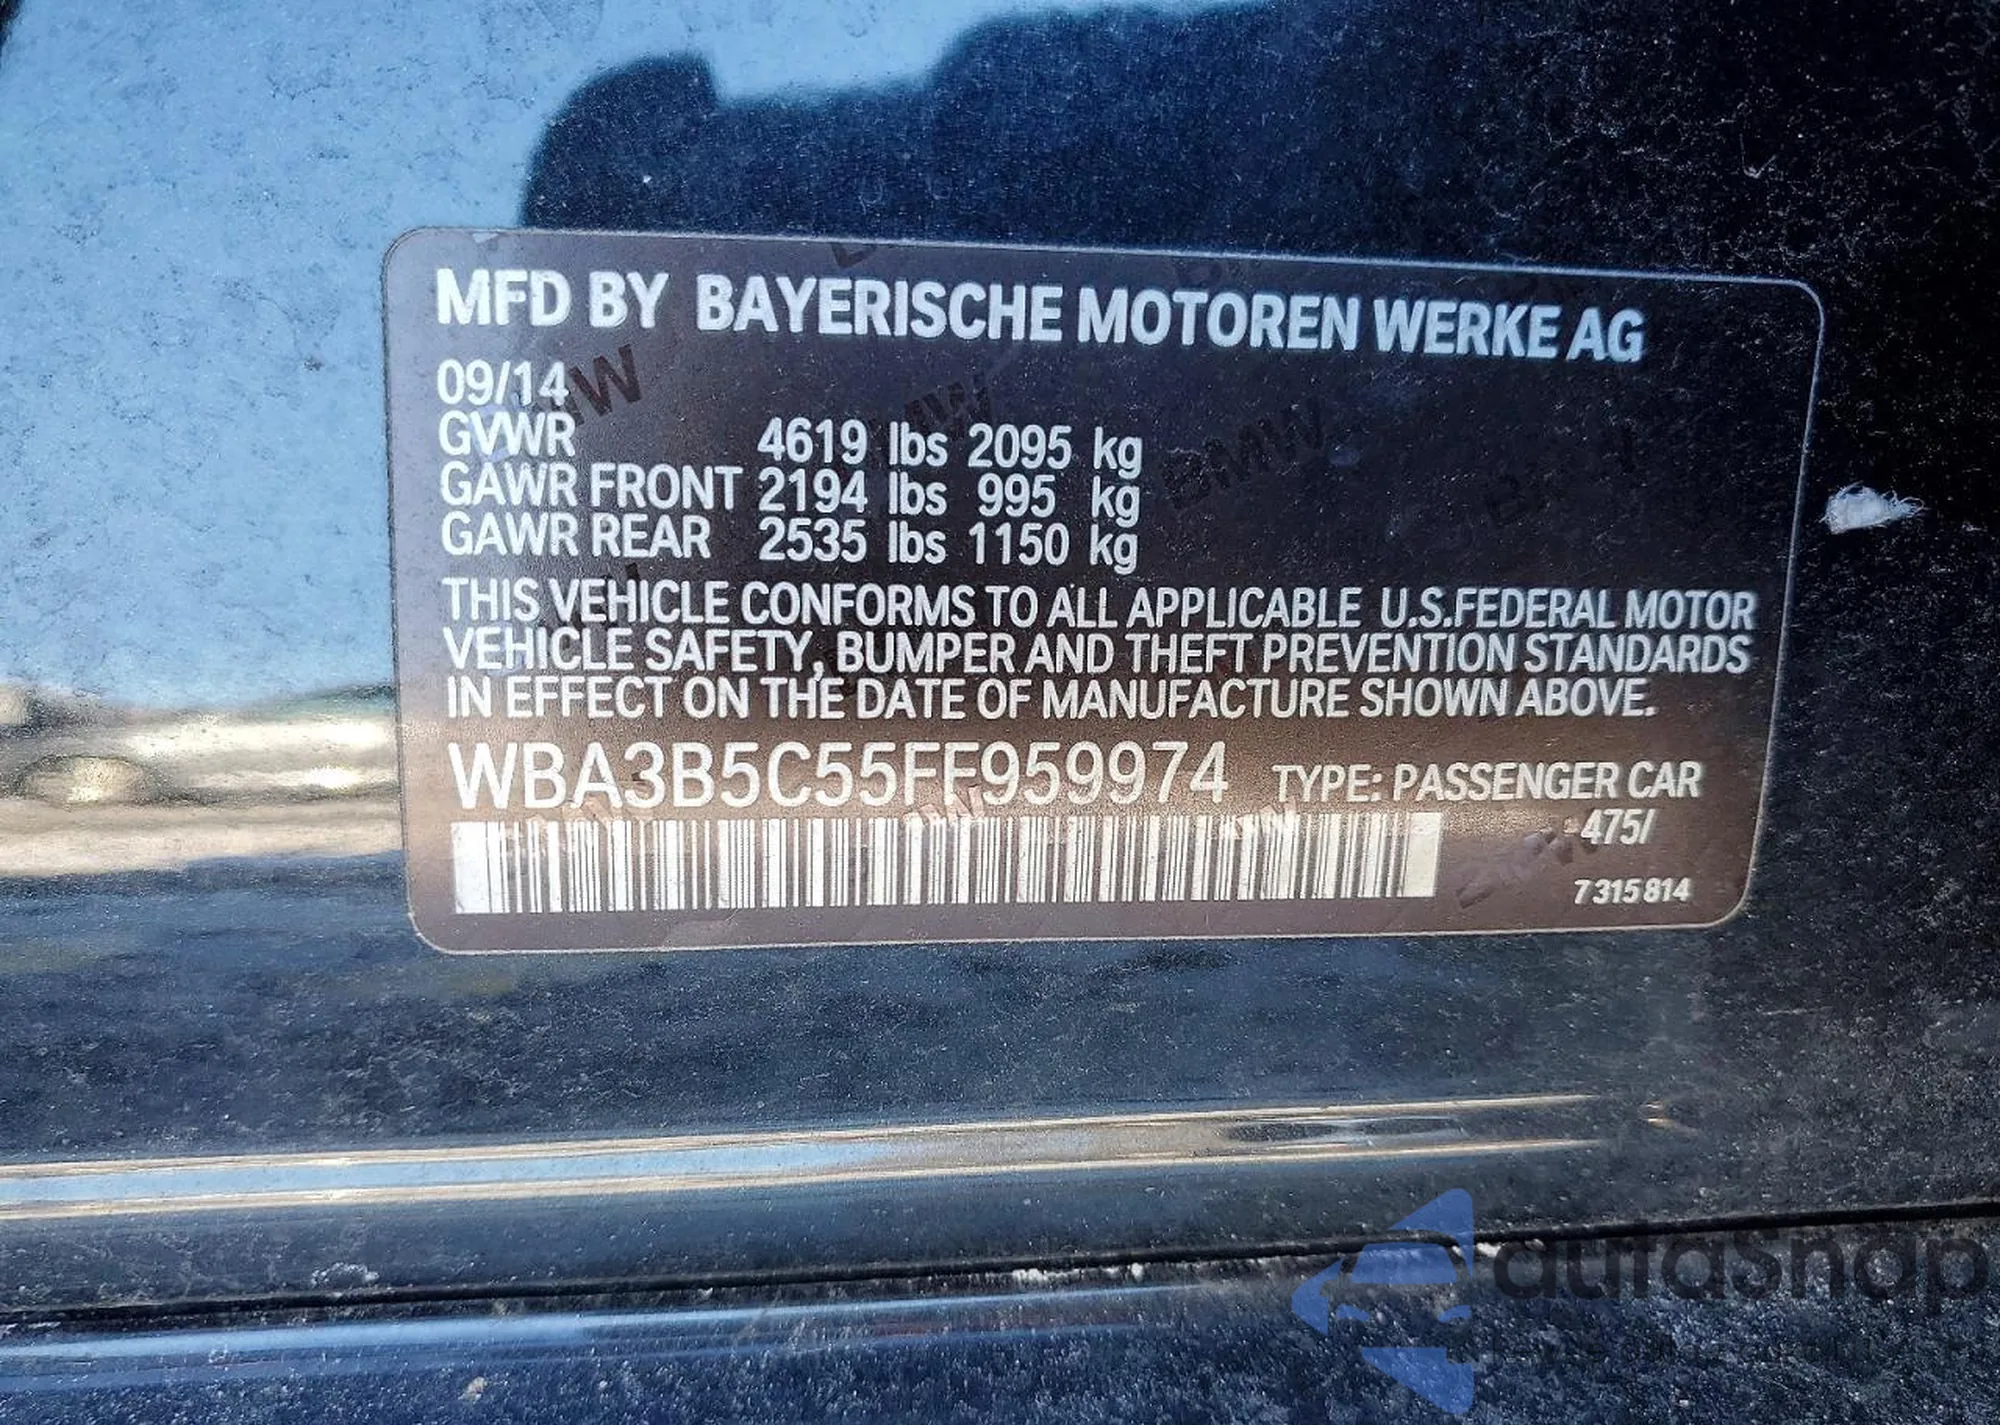 MFD BY BAYERISCHE MOTOREN WERKE AG
09/14
GVWR 4619 lbs 2095 kg
GAWR FRONT 2194 lbs 995 kg
GAWR REAR 2535 lbs 1150 kg
THIS VEHICLE CONFORMS TO ALL APPLICABLE U.S.FEDERAL MOTOR
VEHICLE SAFETY, BUMPER AND THEFT PREVENTION STANDARDS
IN EFFECT ON THE DATE OF MANUFACTURE SHOWN ABOVE.
WBA3B5C55FF959974 TYPE: PASSENGER CAR
475/
7 315 814
autasnap